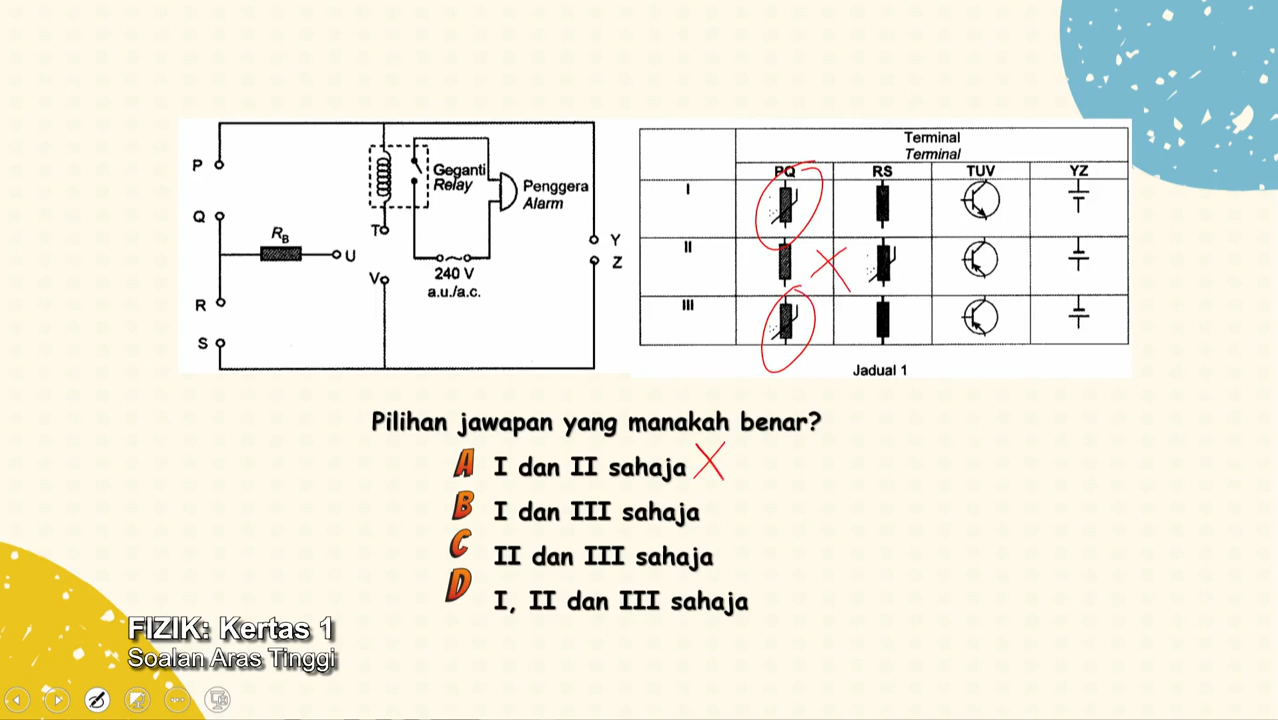 P
Q
R
S
R_B
U
T
V
Geganti
Relay
Penggera
Alarm
240 V
a.u./a.c.
Y
Z
Terminal
Terminal
PQ RS TUV YZ
I
II
III
Jadual 1
Pilihan jawapan yang manakah benar?
A I dan II sahaja
B I dan III sahaja
C II dan III sahaja
D I, II dan III sahaja
FIZIK: Kertas 1
Soalan Aras Tinggi